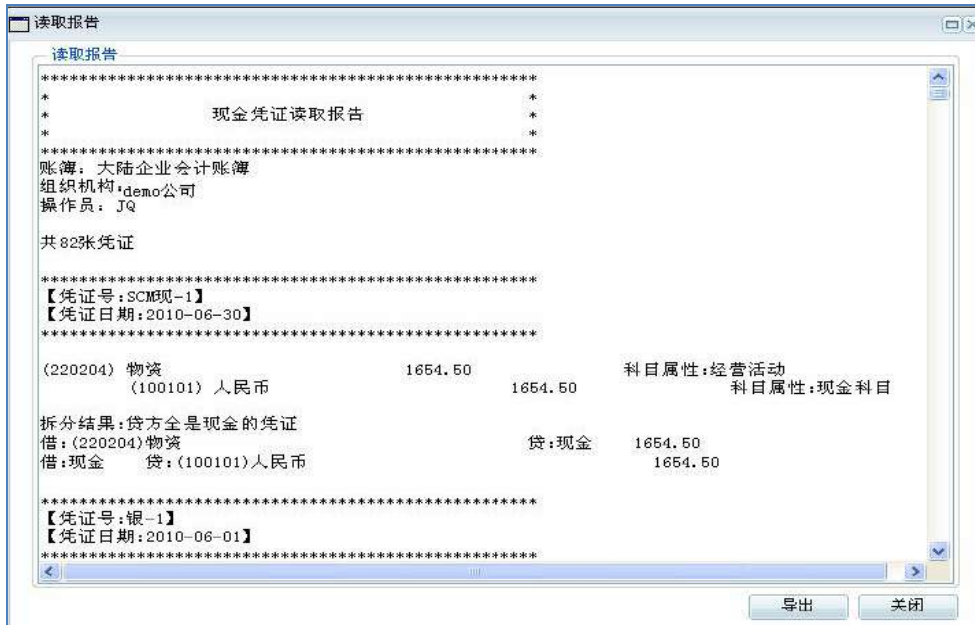 读取报告
读取报告
*****************************************************
* *
* 现金凭证读取报告 *
* *
*****************************************************
账簿: 大陆企业会计账簿
组织机构:demo公司
操作员: JQ
共82张凭证
*****************************************************
【凭证号:SCM现-1】
【凭证日期:2010-06-30】
*****************************************************
(220204) 物资 1654.50 科目属性:经营活动
(100101) 人民币 1654.50 科目属性:现金科目
拆分结果:贷方全是现金的凭证
借:(220204)物资 贷:现金 1654.50
借:现金 贷:(100101)人民币 1654.50
*****************************************************
【凭证号:银-1】
【凭证日期:2010-06-01】
*****************************************************
导出 关闭